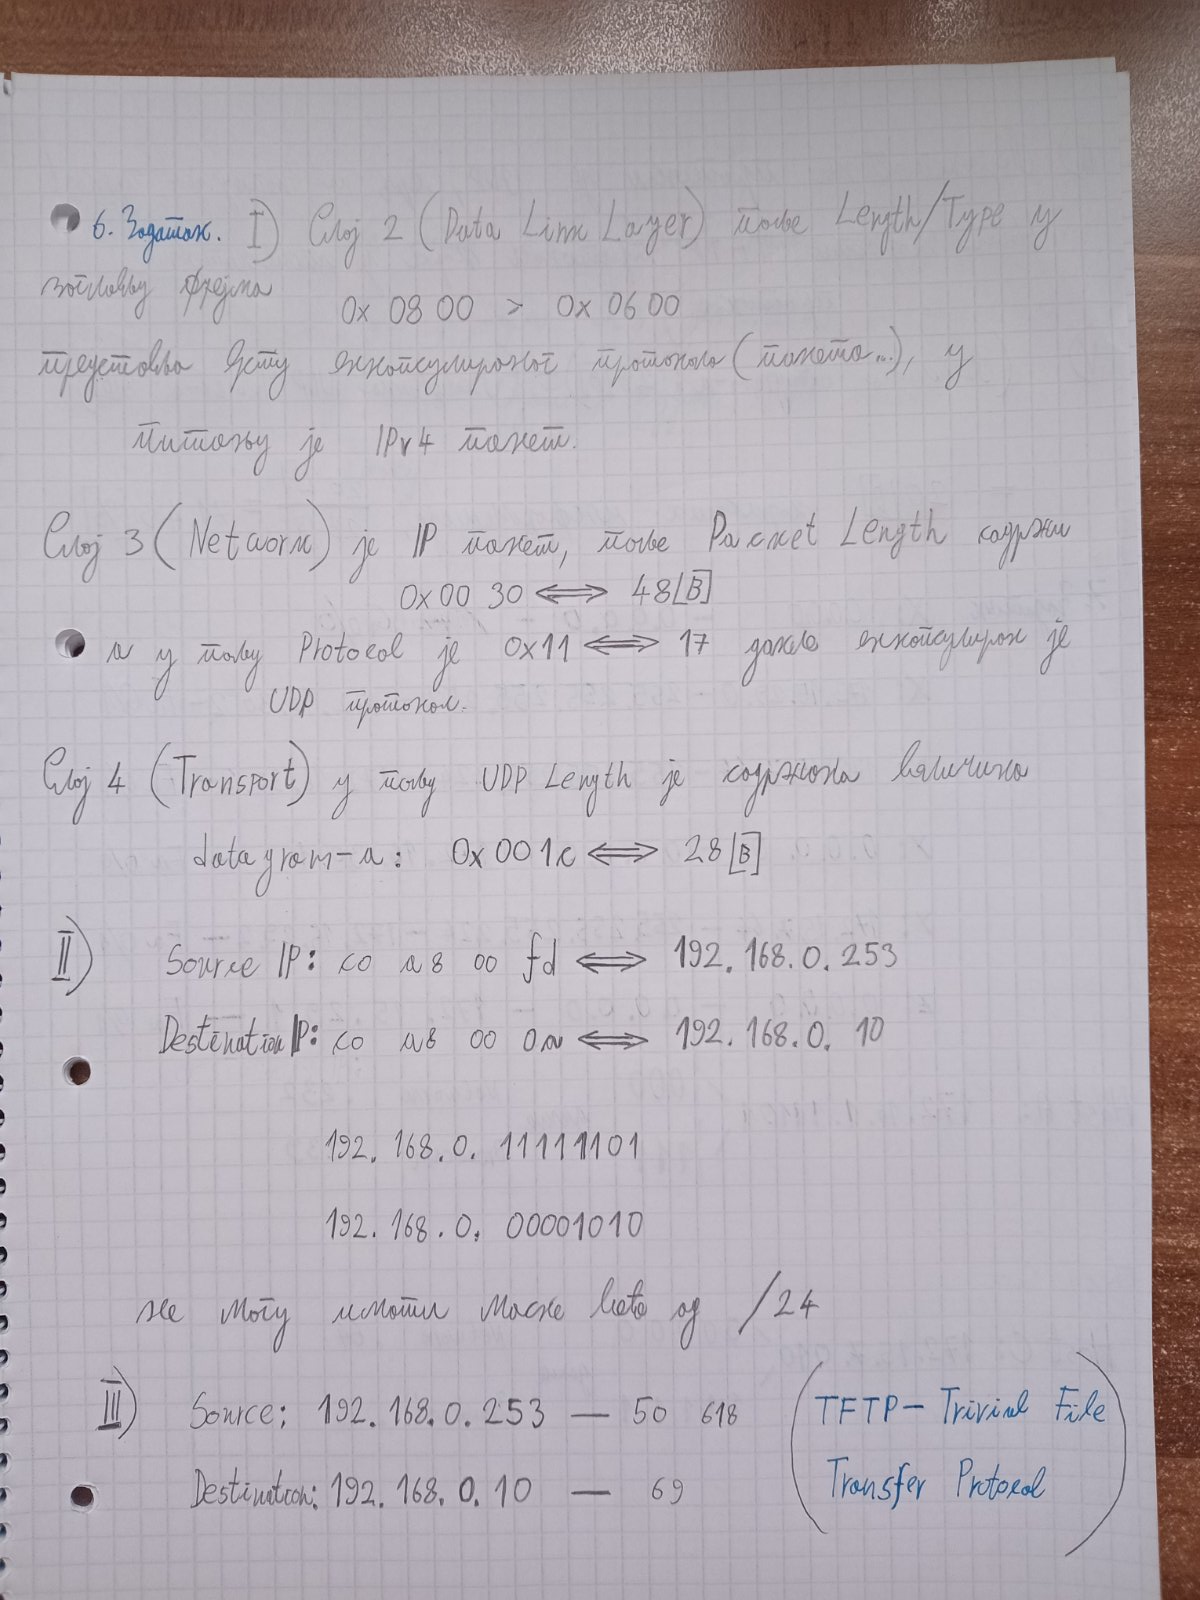 6. Задатак. I) Слој 2 (Data Link Layer) поље Length/Type у
заглављу фрејма
0x 08 00 > 0x 06 00
представља врсту енкапсулираног протокола (пакета...), у
питању је IPv4 пакет.
Слој 3 (Network) је IP пакет, поље Packet Length садржи
0x00 30 ⟺ 48[B]
а у пољу Protocol је 0x11 ⟺ 17 дакле енкапсулиран је
UDP протокол.
Слој 4 (Transport) у пољу UDP Length је садржана величина
datagram-a: 0x 00 1c ⟺ 28[B]
II) Source IP: c0 a8 00 fd ⟺ 192.168.0.253
Destination IP: c0 a8 00 0a ⟺ 192.168.0.10
192.168.0.11111101
192.168.0.00001010
не могу имати маске веће од /24
III) Source: 192.168.0.253 — 50 618 (TFTP - Trivial File
Destination: 192.168.0.10 — 69 Transfer Protocol)